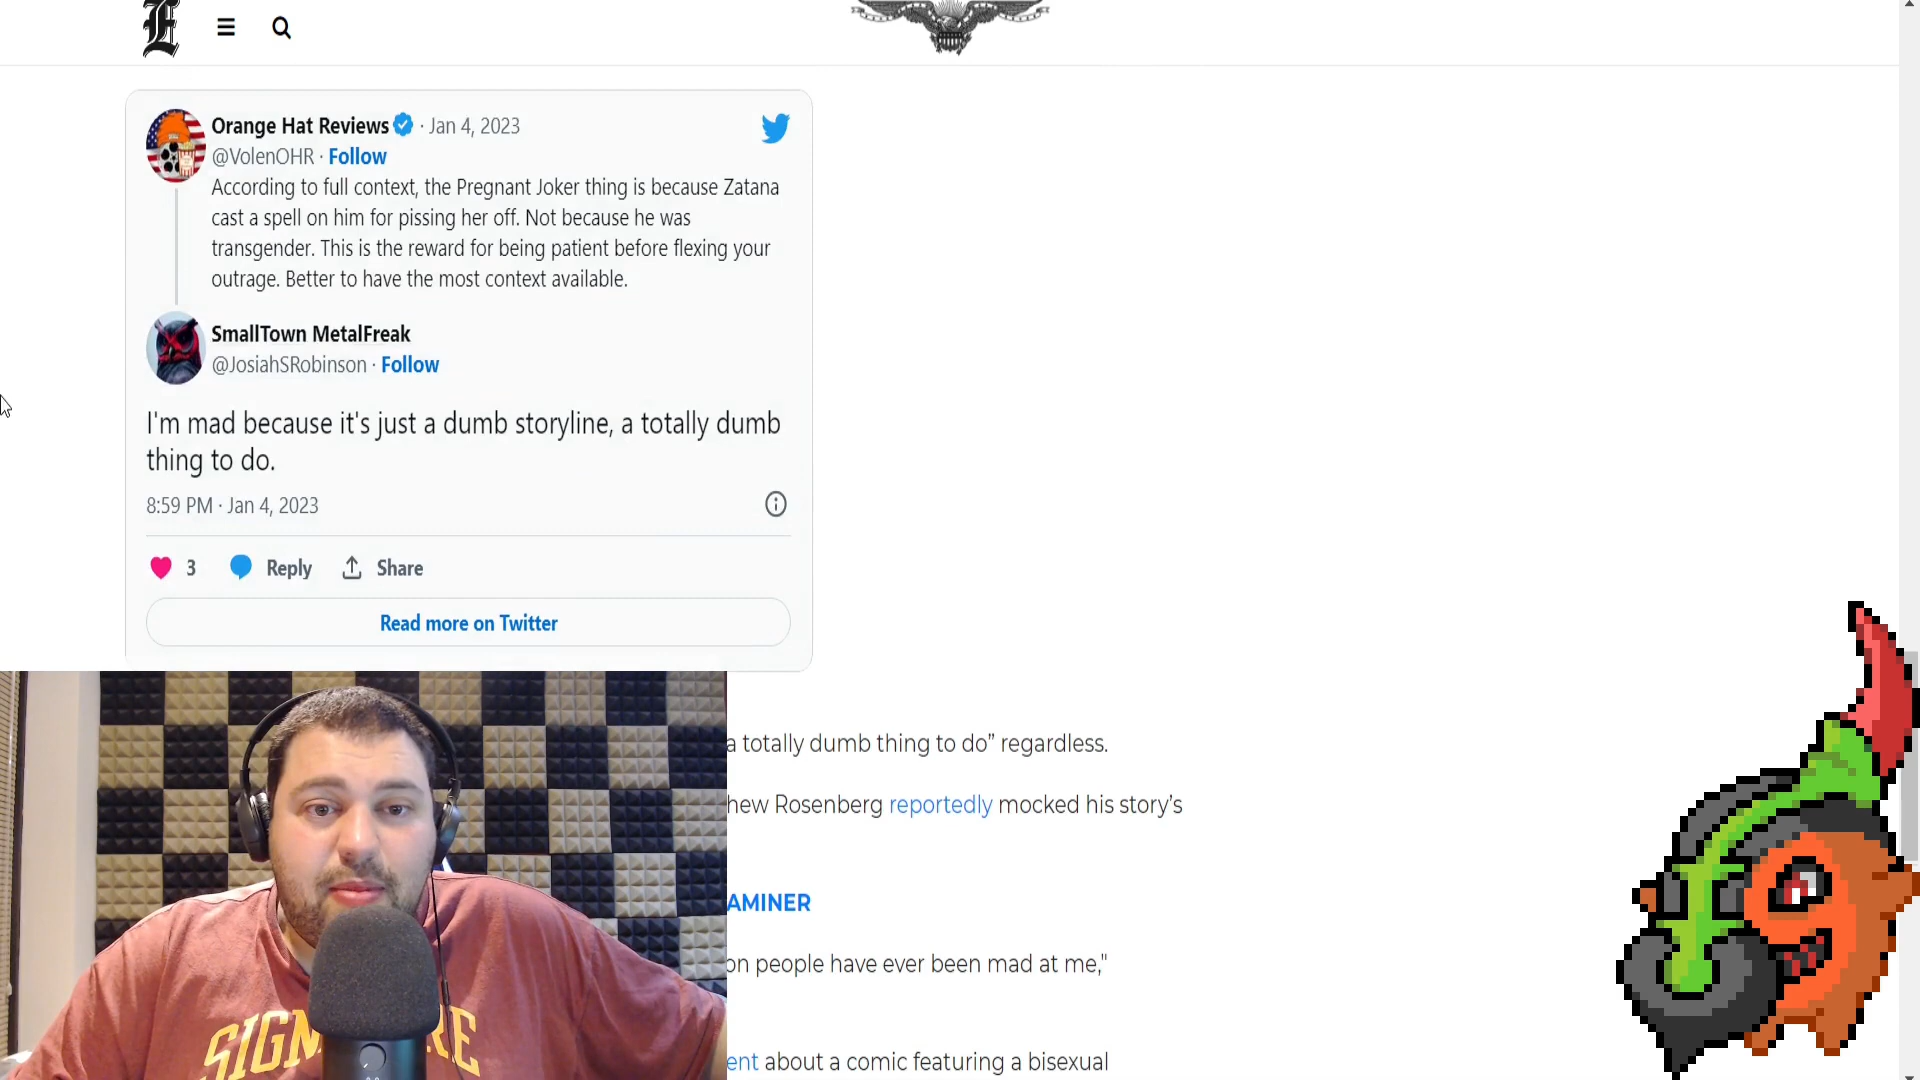 E
Orange Hat Reviews · Jan 4, 2023
@VolenOHR · Follow
According to full context, the Pregnant Joker thing is because Zatana
cast a spell on him for pissing her off. Not because he was
transgender. This is the reward for being patient before flexing your
outrage. Better to have the most context available.
SmallTown MetalFreak
@JosiahSRobinson · Follow
I'm mad because it's just a dumb storyline, a totally dumb
thing to do.
8:59 PM · Jan 4, 2023
3 Reply Share
Read more on Twitter
a totally dumb thing to do” regardless.
hew Rosenberg reportedly mocked his story’s
AMINER
on people have ever been mad at me,"
ent about a comic featuring a bisexual
SIGN RE